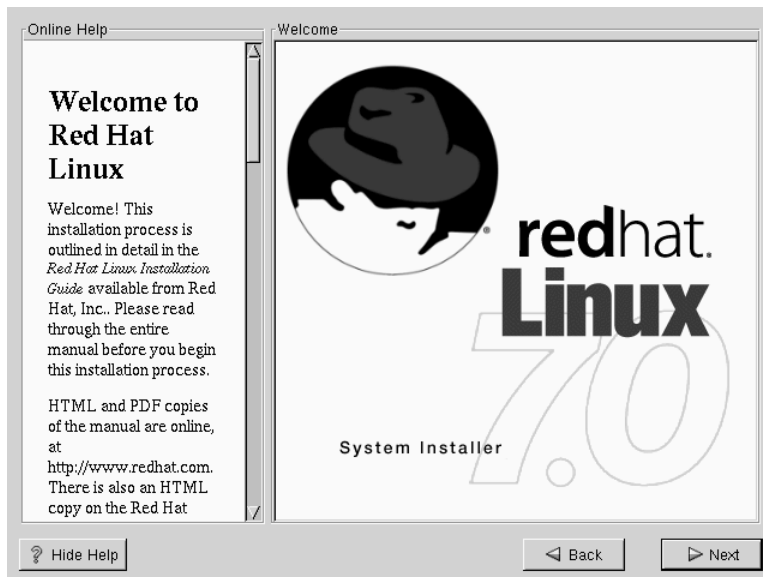 Online Help
Welcome to
Red Hat
Linux
Welcome! This
installation process is
outlined in detail in the
Red Hat Linux Installation
Guide available from Red
Hat, Inc.. Please read
through the entire
manual before you begin
this installation process.
HTML and PDF copies
of the manual are online,
at
http://www.redhat.com.
There is also an HTML
copy on the Red Hat
Welcome
redhat.
Linux
7.0
System Installer
Hide Help
Back
Next